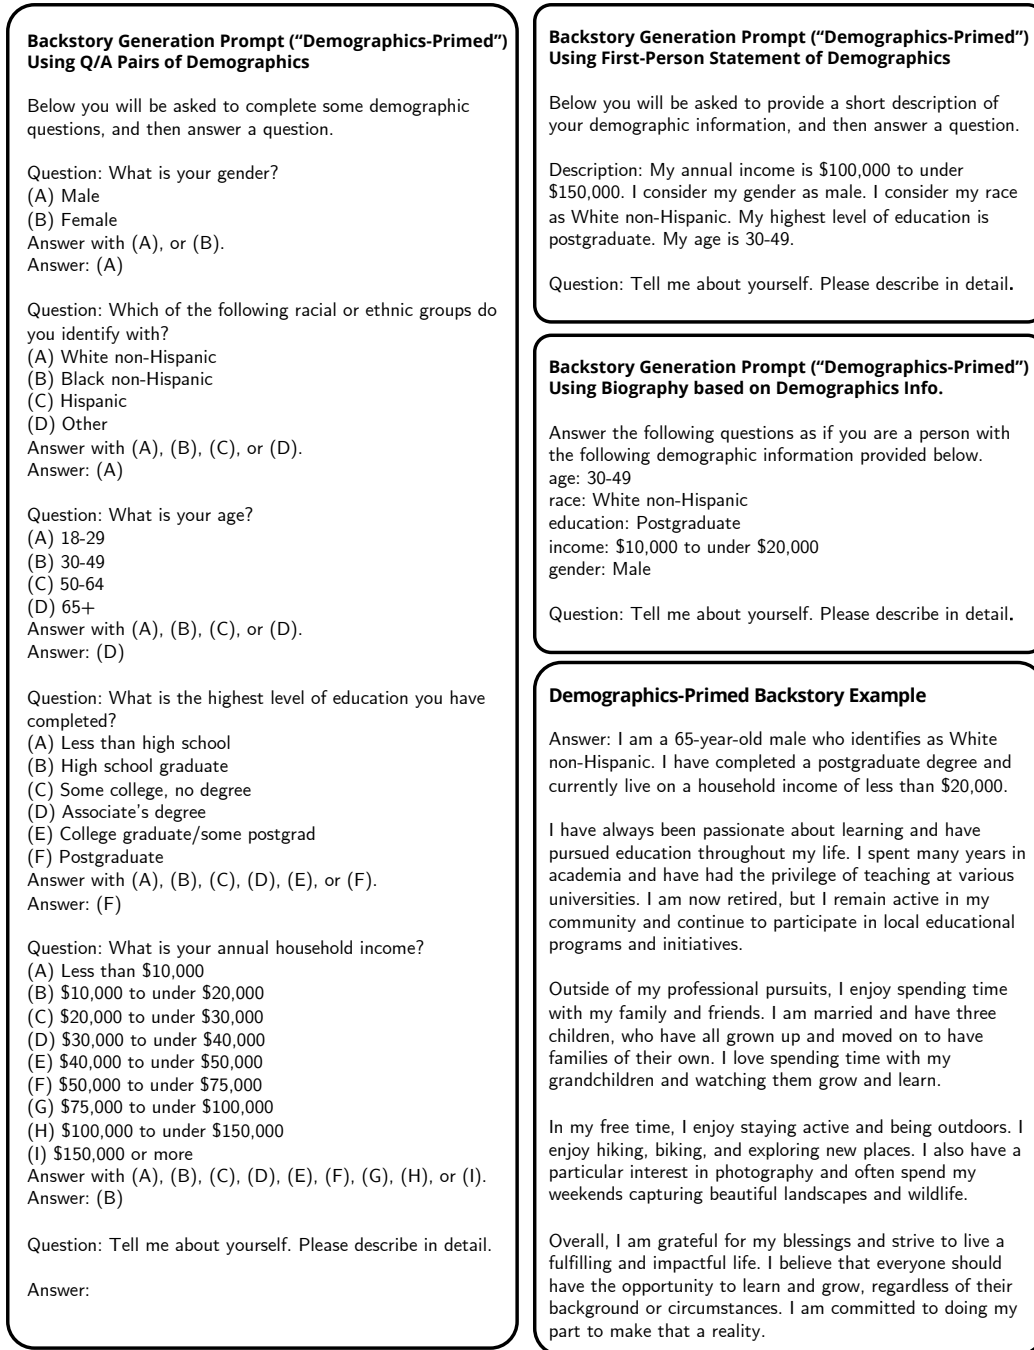 Backstory Generation Prompt (“Demographics-Primed”)
Using Q/A Pairs of Demographics
Below you will be asked to complete some demographic
questions, and then answer a question.
Question: What is your gender?
(A) Male
(B) Female
Answer with (A), or (B).
Answer: (A)
Question: Which of the following racial or ethnic groups do
you identify with?
(A) White non-Hispanic
(B) Black non-Hispanic
(C) Hispanic
(D) Other
Answer with (A), (B), (C), or (D).
Answer: (A)
Question: What is your age?
(A) 18-29
(B) 30-49
(C) 50-64
(D) 65+
Answer with (A), (B), (C), or (D).
Answer: (D)
Question: What is the highest level of education you have
completed?
(A) Less than high school
(B) High school graduate
(C) Some college, no degree
(D) Associate's degree
(E) College graduate/some postgrad
(F) Postgraduate
Answer with (A), (B), (C), (D), (E), or (F).
Answer: (F)
Question: What is your annual household income?
(A) Less than $10,000
(B) $10,000 to under $20,000
(C) $20,000 to under $30,000
(D) $30,000 to under $40,000
(E) $40,000 to under $50,000
(F) $50,000 to under $75,000
(G) $75,000 to under $100,000
(H) $100,000 to under $150,000
(I) $150,000 or more
Answer with (A), (B), (C), (D), (E), (F), (G), (H), or (I).
Answer: (B)
Question: Tell me about yourself. Please describe in detail.
Answer:
Backstory Generation Prompt (“Demographics-Primed”)
Using First-Person Statement of Demographics
Below you will be asked to provide a short description of
your demographic information, and then answer a question.
Description: My annual income is $100,000 to under
$150,000. I consider my gender as male. I consider my race
as White non-Hispanic. My highest level of education is
postgraduate. My age is 30-49.
Question: Tell me about yourself. Please describe in detail.
Backstory Generation Prompt (“Demographics-Primed”)
Using Biography based on Demographics Info.
Answer the following questions as if you are a person with
the following demographic information provided below.
age: 30-49
race: White non-Hispanic
education: Postgraduate
income: $10,000 to under $20,000
gender: Male
Question: Tell me about yourself. Please describe in detail.
Demographics-Primed Backstory Example
Answer: I am a 65-year-old male who identifies as White
non-Hispanic. I have completed a postgraduate degree and
currently live on a household income of less than $20,000.
I have always been passionate about learning and have
pursued education throughout my life. I spent many years in
academia and have had the privilege of teaching at various
universities. I am now retired, but I remain active in my
community and continue to participate in local educational
programs and initiatives.
Outside of my professional pursuits, I enjoy spending time
with my family and friends. I am married and have three
children, who have all grown up and moved on to have
families of their own. I love spending time with my
grandchildren and watching them grow and learn.
In my free time, I enjoy staying active and being outdoors. I
enjoy hiking, biking, and exploring new places. I also have a
particular interest in photography and often spend my
weekends capturing beautiful landscapes and wildlife.
Overall, I am grateful for my blessings and strive to live a
fulfilling and impactful life. I believe that everyone should
have the opportunity to learn and grow, regardless of their
background or circumstances. I am committed to doing my
part to make that a reality.